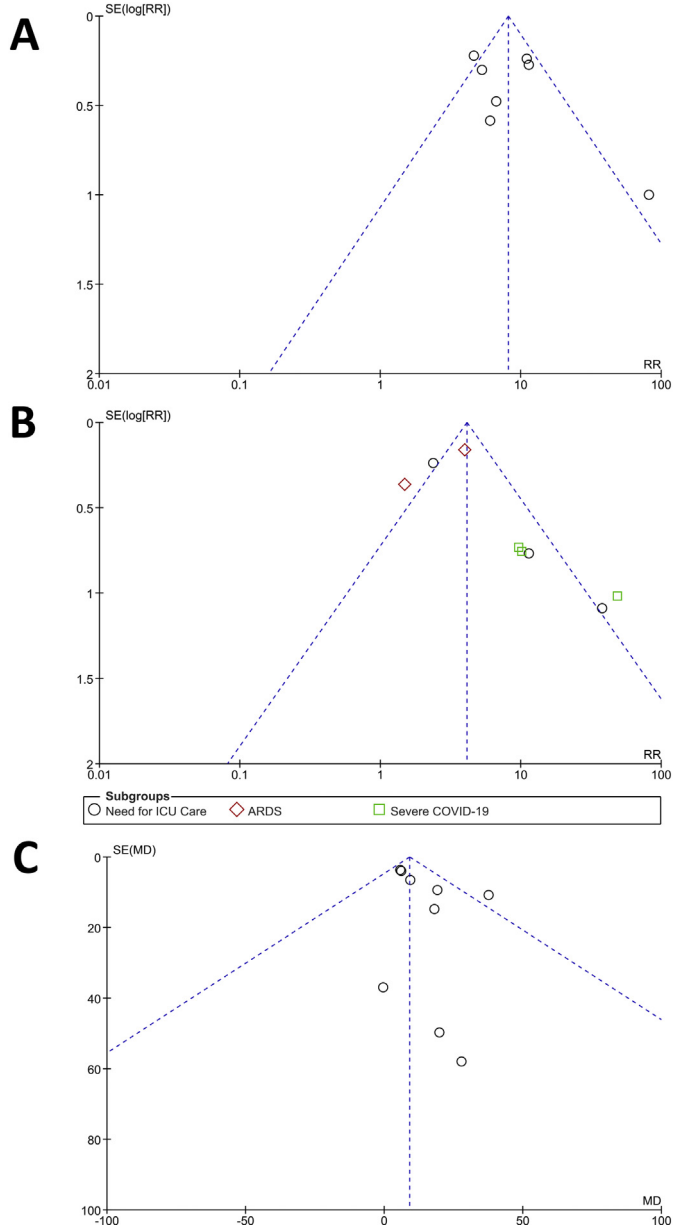 A
SE(log[RR])
0
0.5
1
1.5
2
RR
0.01 0.1 1 10 100
B
SE(log[RR])
0
0.5
1
1.5
2
RR
0.01 0.1 1 10 100
Subgroups
Need for ICU Care ARDS Severe COVID-19
C
SE(MD)
0
20
40
60
80
100
MD
-100 -50 0 50 100